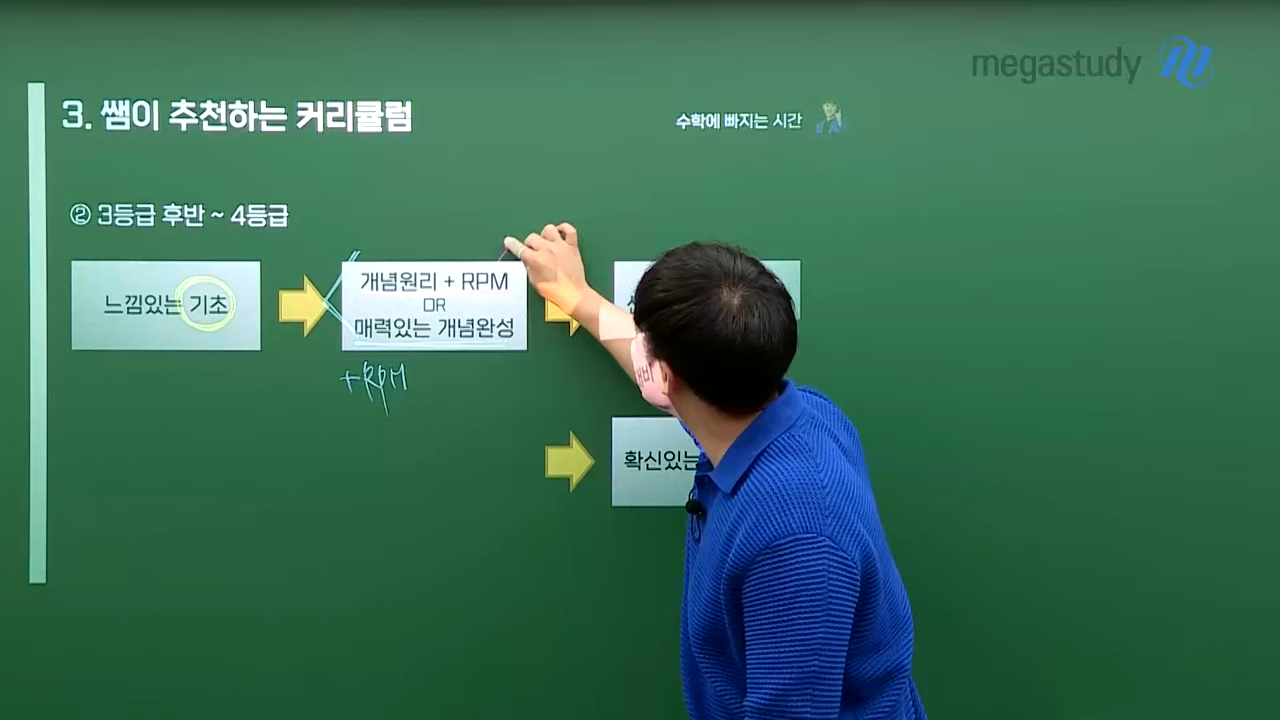 megastudy
3. 쌤이 추천하는 커리큘럼
수학에 빠지는 시간
② 3등급 후반 ~ 4등급
느낌있는 기초
개념원리 + RPM
OR
매력있는 개념완성
+RPM
확신있는